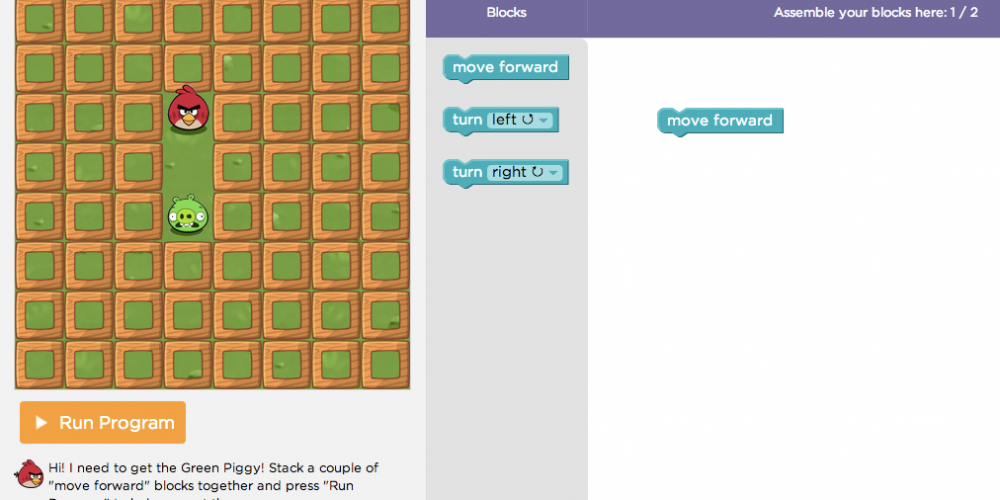 Blocks
Assemble your blocks here: 1 / 2
move forward
turn left ↺
turn right ↻
move forward
Run Program
Hi! I need to get the Green Piggy! Stack a couple of
"move forward" blocks together and press "Run